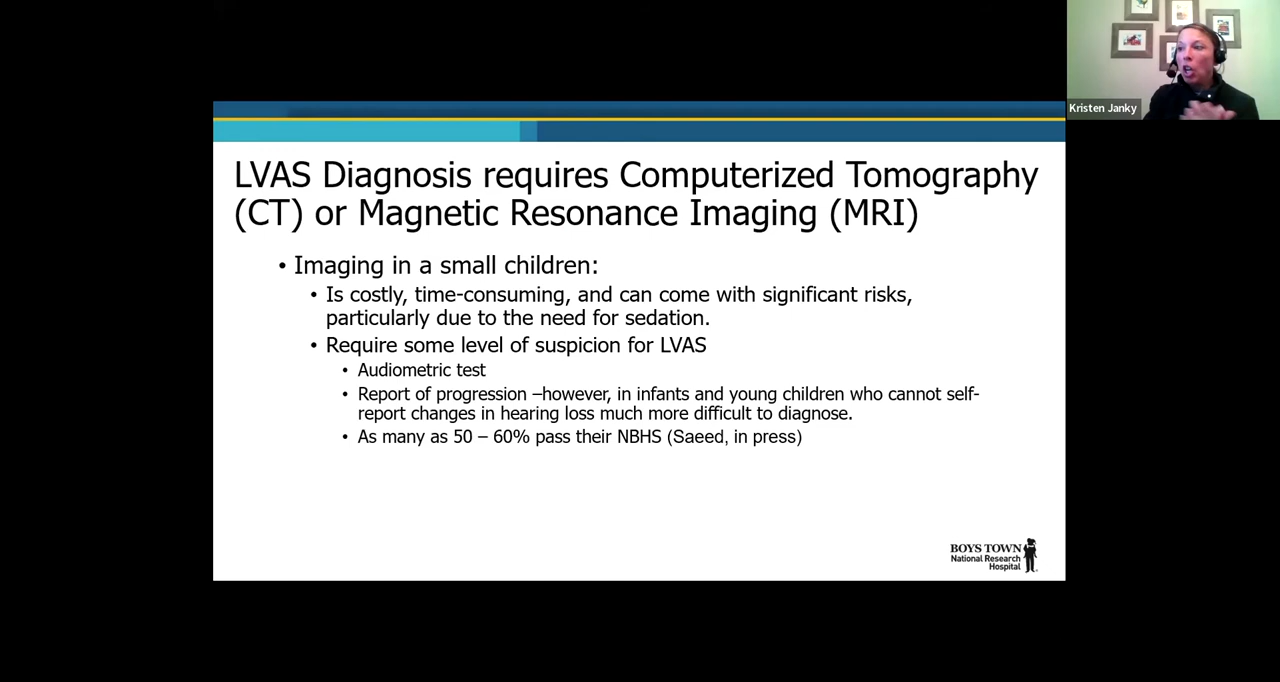 Kristen Janky
LVAS Diagnosis requires Computerized Tomography
(CT) or Magnetic Resonance Imaging (MRI)
• Imaging in a small children:
• Is costly, time-consuming, and can come with significant risks,
particularly due to the need for sedation.
• Require some level of suspicion for LVAS
• Audiometric test
• Report of progression –however, in infants and young children who cannot self-
report changes in hearing loss much more difficult to diagnose.
• As many as 50 – 60% pass their NBHS (Saeed, in press)
BOYS TOWN
National Research
Hospital